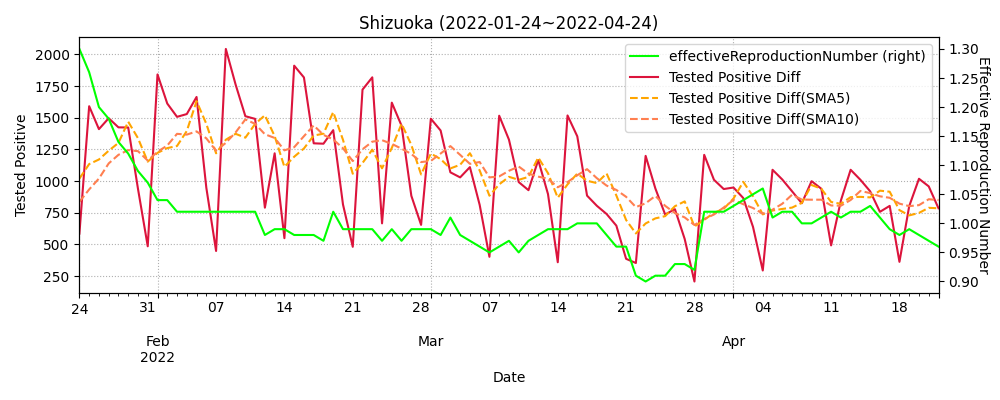 Shizuoka (2022-01-24~2022-04-24)
effectiveReproductionNumber (right)
Tested Positive Diff
Tested Positive Diff(SMA5)
Tested Positive Diff(SMA10)
Tested Positive
2000
1750
1500
1250
1000
750
500
250
1.30
1.25
1.20
1.15
1.10
1.05
1.00
0.95
0.90
Effective Reproduction Number
24 31 07 14 21 28 07 14 21 28 04 11 18
Feb Mar Apr
2022
Date